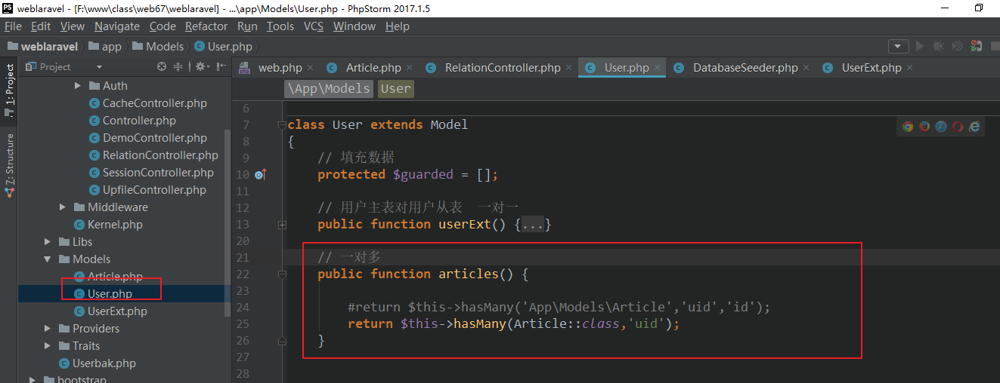 weblaravel - [F:\www\class\web67\weblaravel] - ...\app\Models\User.php - PhpStorm 2017.1.5
File Edit View Navigate Code Refactor Run Tools VCS Window Help
weblaravel app Models User.php
1: Project
7: Structure
Project
Auth
CacheController.php
Controller.php
DemoController.php
RelationController.php
SessionController.php
UpfileController.php
Middleware
Kernel.php
Libs
Models
Article.php
User.php
UserExt.php
Providers
Traits
Userbak.php
bootstrap
web.php Article.php RelationController.php User.php DatabaseSeeder.php UserExt.php
\App\Models User
6
7 class User extends Model
8 {
9 // 填充数据
10 protected $guarded = [];
11
12 // 用户主表对用户从表 一对一
13 public function userExt() {...}
20
21 // 一对多
22 public function articles() {
23
24 #return $this->hasMany('App\Models\Article','uid','id');
25 return $this->hasMany(Article::class,'uid');
26 }
27
28